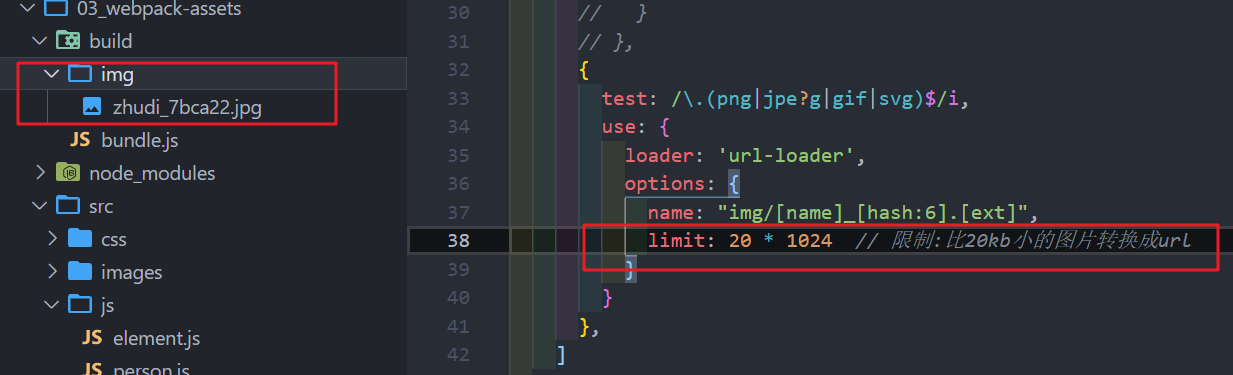 03_webpack-assets
build
img
zhudi_7bca22.jpg
JS bundle.js
node_modules
src
css
images
js
JS element.js
JS person.js
30 // }
31 // },
32 {
33 test: /\.(png|jpe?g|gif|svg)$/i,
34 use: {
35 loader: 'url-loader',
36 options: {
37 name: "img/[name]_[hash:6].[ext]",
38 limit: 20 * 1024 // 限制:比20kb小的图片转换成url
39 }
40 }
41 },
42 ]